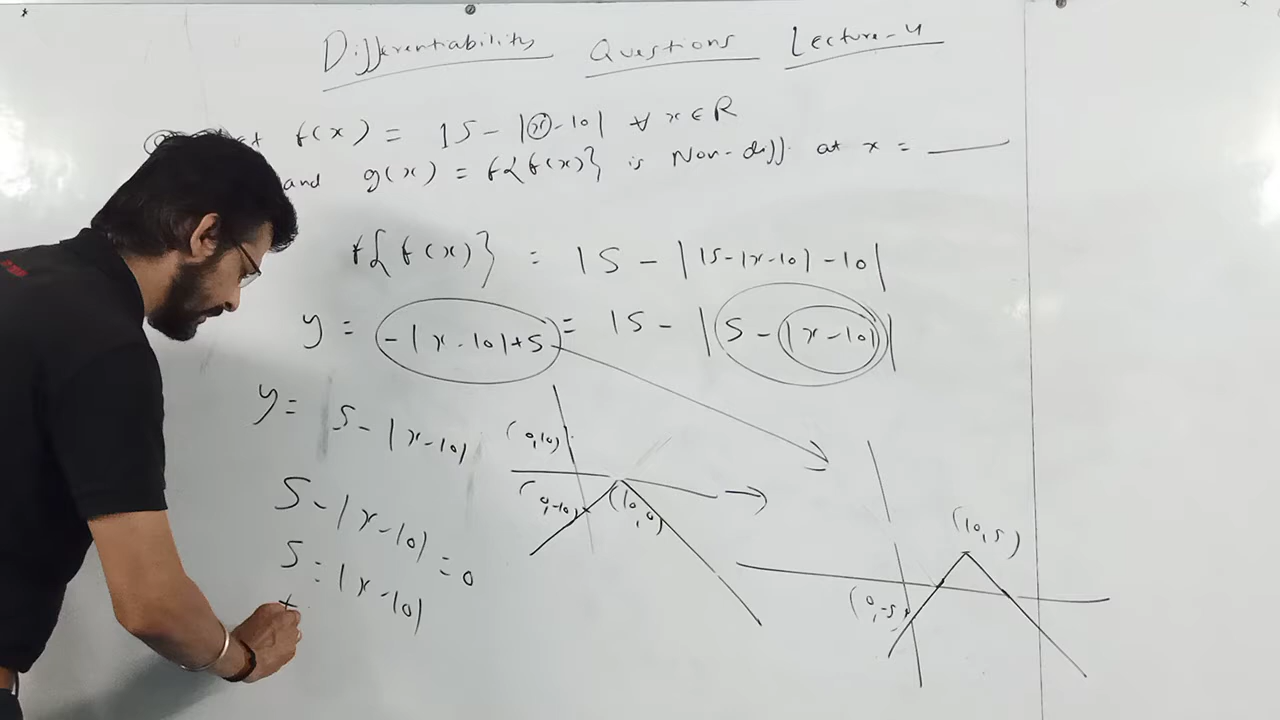 Differentiability Questions Lecture-4
f(x) = 15 - |x-10| ∀ x ∈ R
and g(x) = f{f(x)} is Non-diff. at x = ____
f{f(x)} = 15 - |15-|x-10|-10|
y = -|x-10|+5 = 15 - |5-|x-10||
y = 5-|x-10|
5-|x-10| = 0
5 = |x-10|
(0,10)
(0,-10) (10,0)
(10,5)
(0,-5)